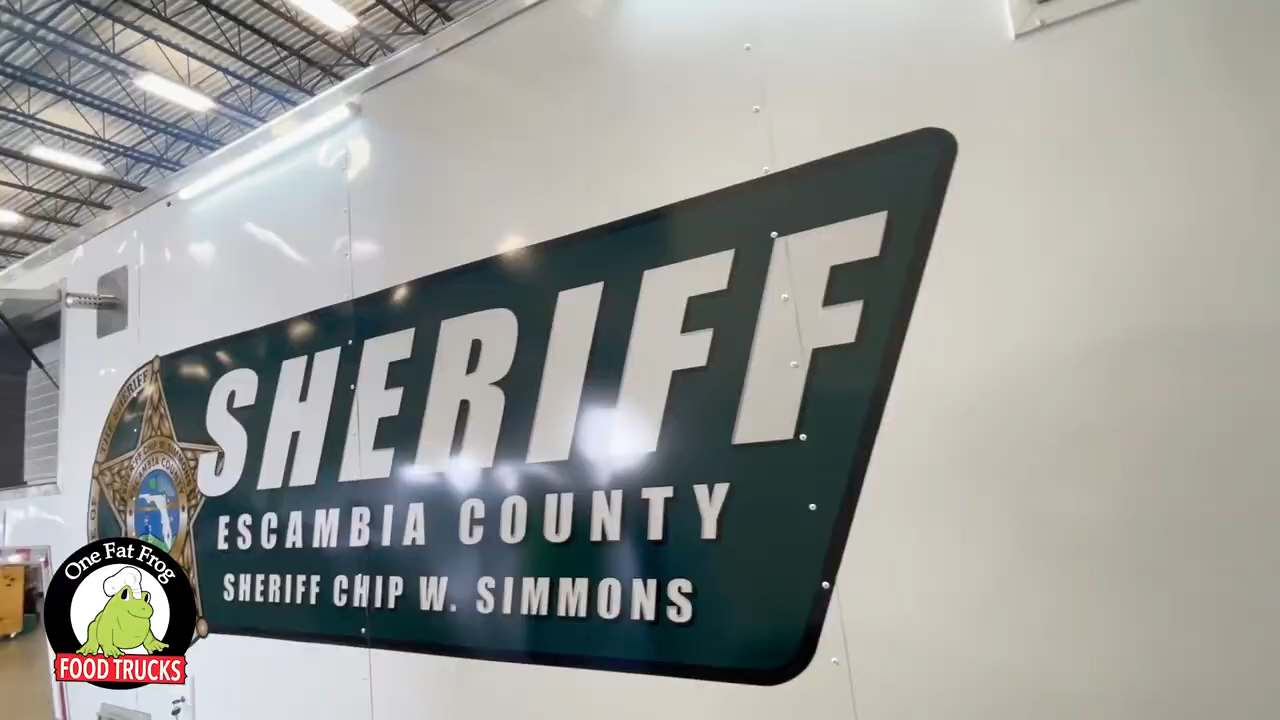 SHERIFF
ESCAMBIA COUNTY
SHERIFF CHIP W. SIMMONS
One Fat Frog
FOOD TRUCKS